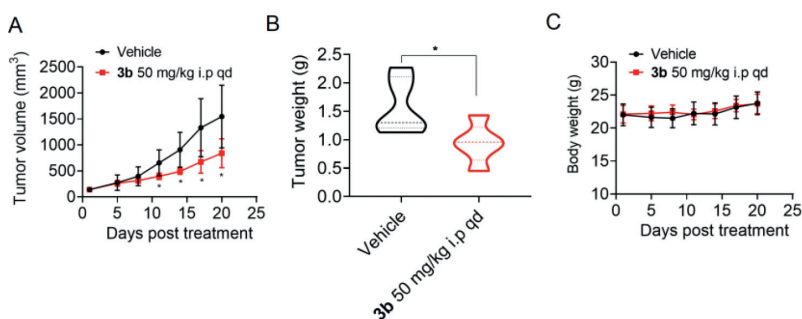 A
Vehicle
3b 50 mg/kg i.p qd
Tumor volume (mm3)
2500
2000
1500
1000
500
0
* * * *
0 5 10 15 20 25
Days post treatment
B
*
Tumor weight (g)
2.5
2.0
1.5
1.0
0.5
0.0
Vehicle
3b 50 mg/kg i.p qd
C
Vehicle
3b 50 mg/kg i.p qd
Body weight (g)
30
25
20
15
10
0 5 10 15 20 25
Days post treatment